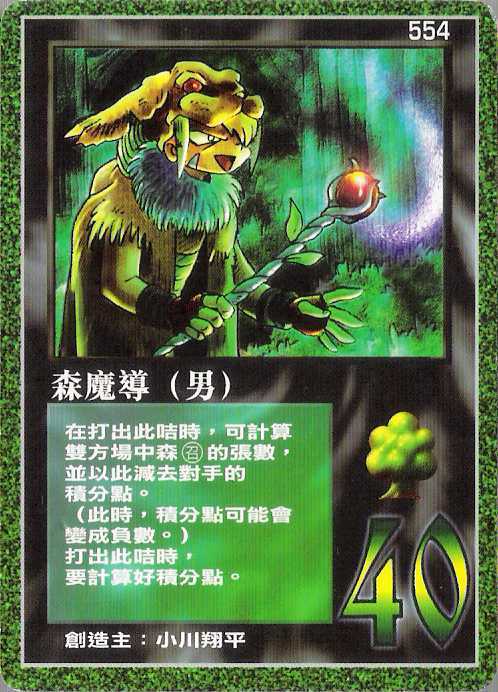 554
森魔導（男）
在打出此咭時，可計算
雙方場中森㊁的張數，
並以此減去對手的
積分點。
（此時，積分點可能會
變成負數。）
打出此咭時，
要計算好積分點。
40
創造主：小川翔平